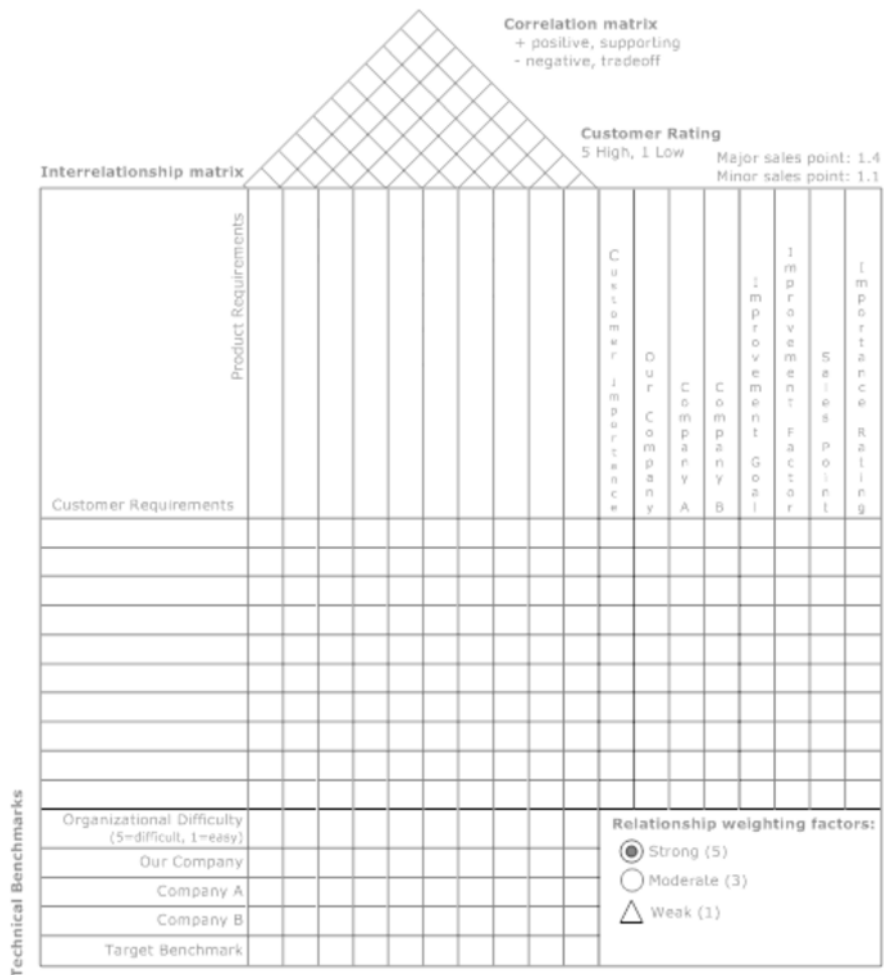 Correlation matrix
+ positive, supporting
- negative, tradeoff
Customer Rating
5 High, 1 Low
Major sales point: 1.4
Minor sales point: 1.1
Interrelationship matrix
Product Requirements
Customer Requirements
Customer Importance
Our Company
Company A
Company B
Improvement Goal
Improvement Factor
Sales Point
Importance Rating
Technical Benchmarks
Organizational Difficulty
(5=difficult, 1=easy)
Our Company
Company A
Company B
Target Benchmark
Relationship weighting factors:
Strong (5)
Moderate (3)
Weak (1)